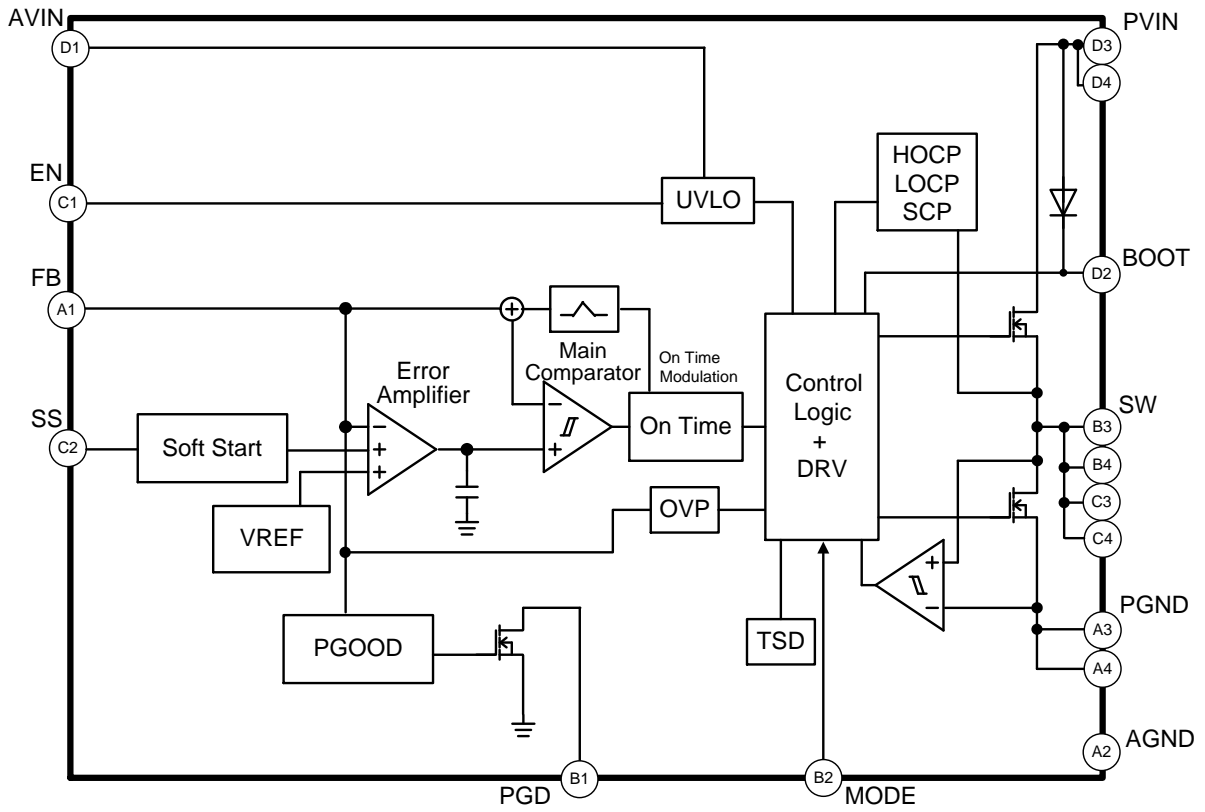 AVIN
PVIN
D1
D3
D4
HOCP
LOCP
SCP
EN
C1
UVLO
BOOT
D2
FB
A1
Main
Comparator
On Time
Modulation
Error
Amplifier
Control
Logic
+
DRV
SS
C2
Soft Start
−
+
+
−
+
On Time
SW
B3
B4
C3
C4
VREF
OVP
+
−
PGND
A3
A4
PGOOD
TSD
AGND
A2
PGD
B1
B2
MODE